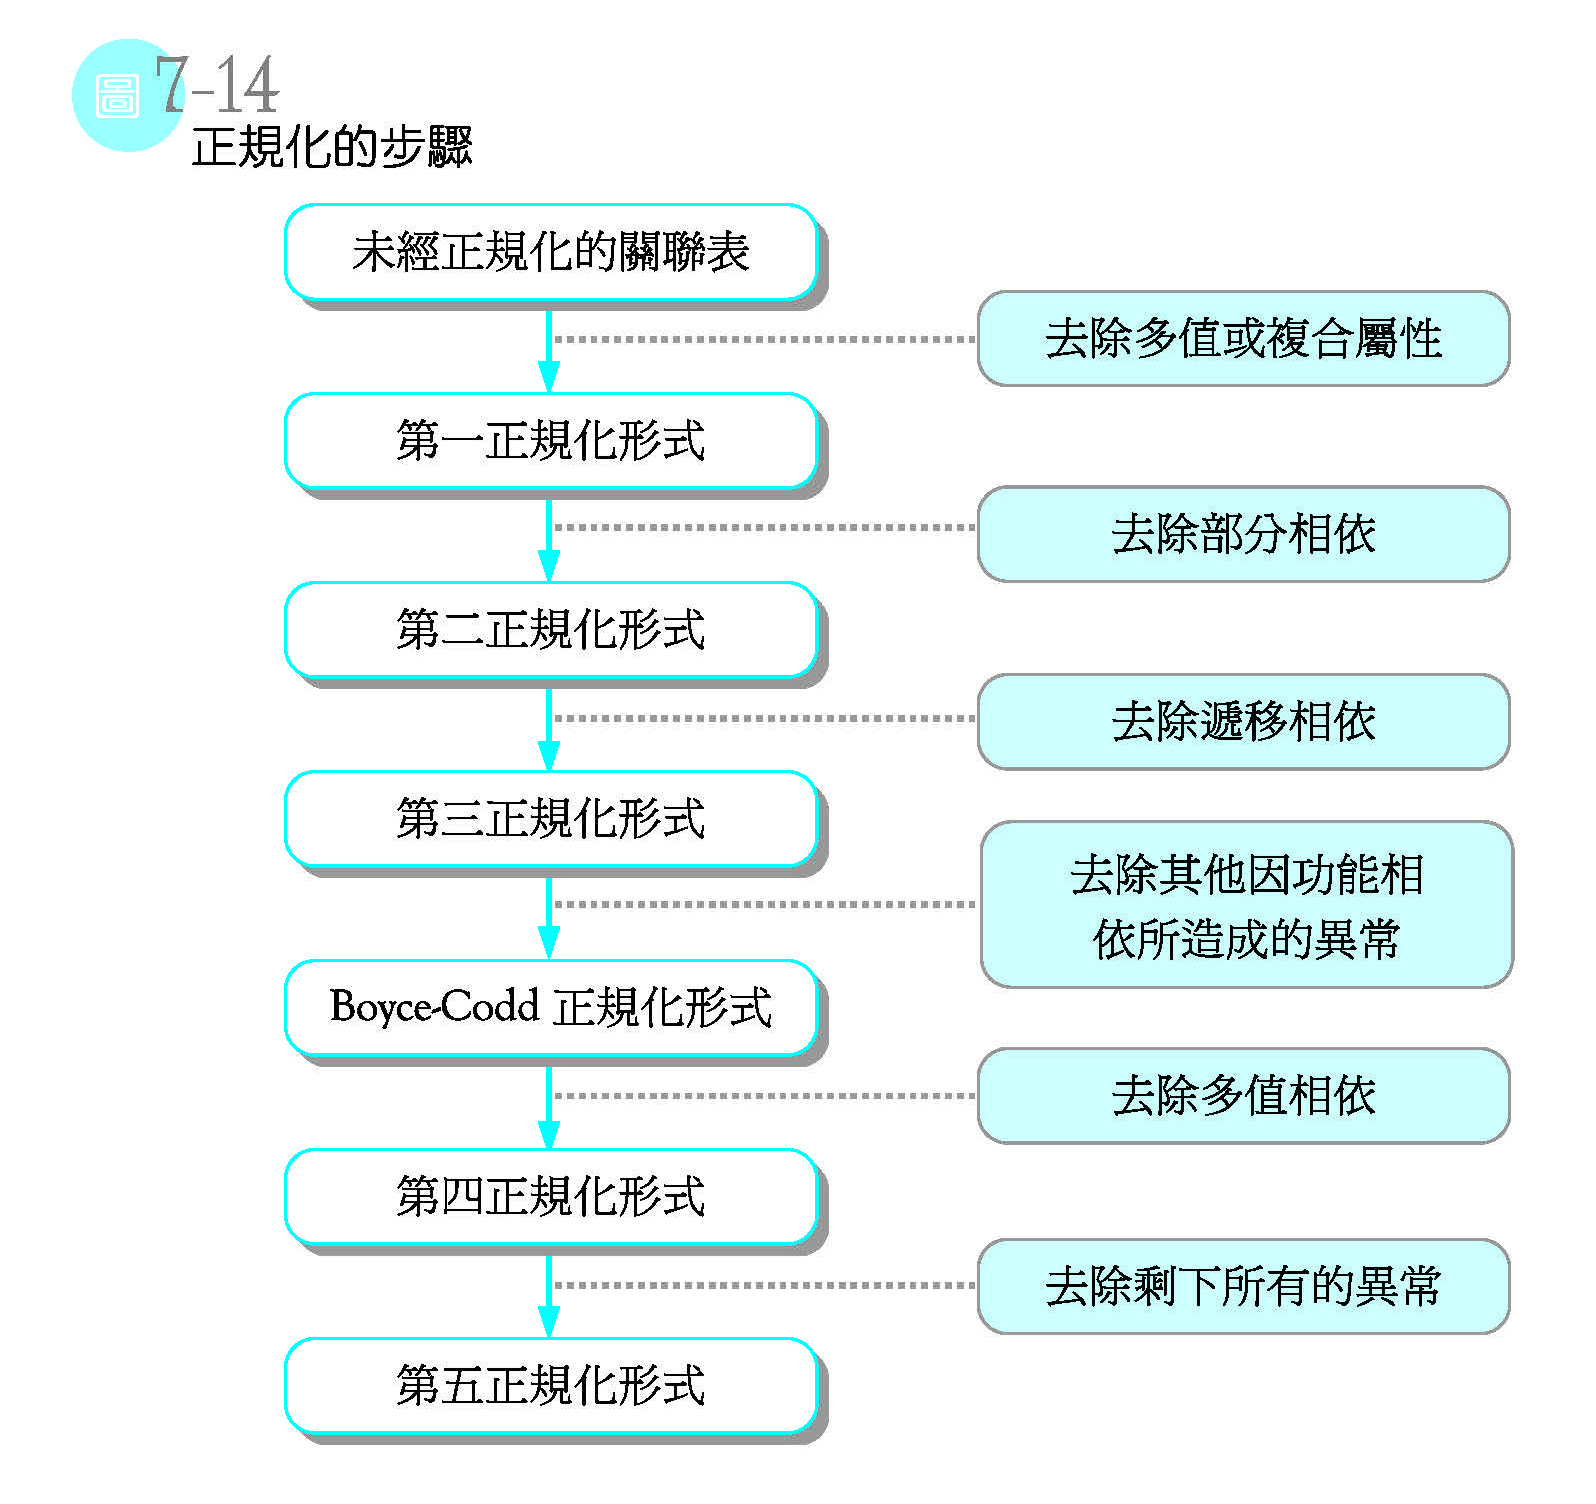 圖 7-14
正規化的步驟
未經正規化的關聯表
去除多值或複合屬性
第一正規化形式
去除部分相依
第二正規化形式
去除遞移相依
第三正規化形式
去除其他因功能相
依所造成的異常
Boyce-Codd 正規化形式
去除多值相依
第四正規化形式
去除剩下所有的異常
第五正規化形式